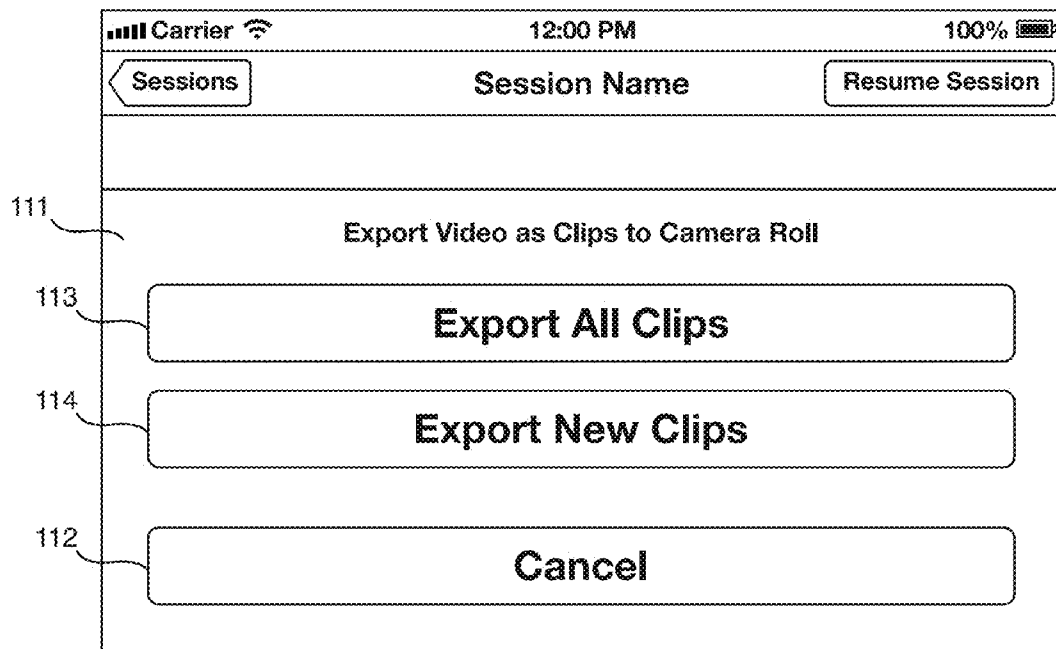 Carrier 12:00 PM 100%
Sessions Session Name Resume Session
111
Export Video as Clips to Camera Roll
113 Export All Clips
114 Export New Clips
112 Cancel